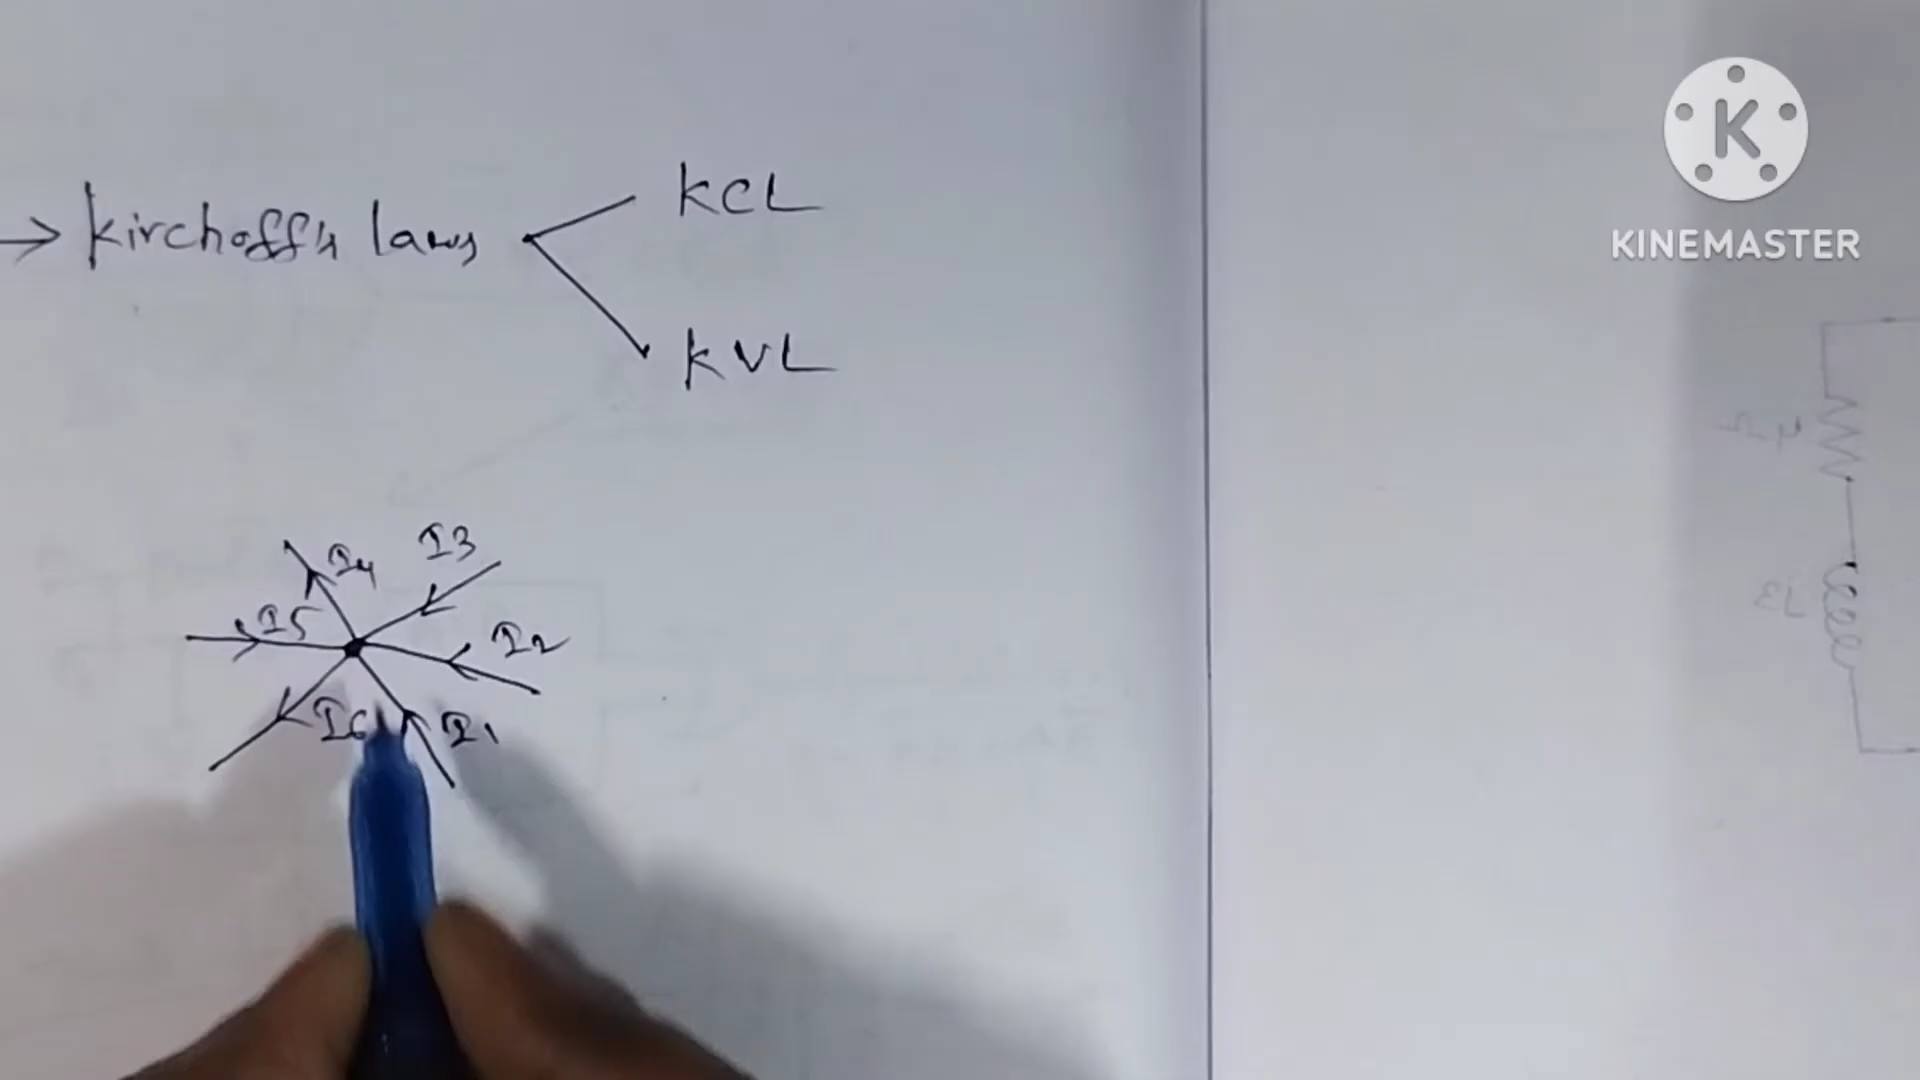 → Kirchoff's laws
KCL
KVL
I4
I3
I5
I2
I6
I1
K
KINEMASTER